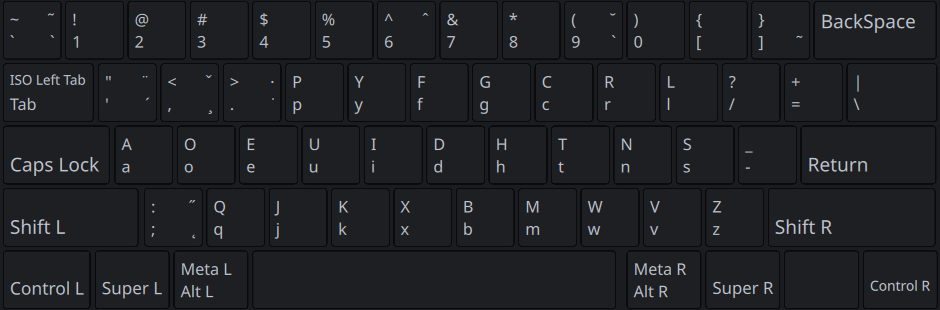 ~ ˜ ! @ # $ % ^ ˆ & * ( ˘ ) { } BackSpace
` ` 1 2 3 4 5 6 7 8 9 ` 0 [ ] ~
ISO Left Tab " ¨ < ˇ > · P Y F G C R L ? + |
Tab ' ´ , ¸ . ˙ p y f g c r l / = \
A O E U I D H T N S _
Caps Lock a o e u i d h t n s - Return
: ˝ Q J K X B M W V Z
Shift L ; ˛ q j k x b m w v z Shift R
Meta L Meta R
Control L Super L Alt L Alt R Super R Control R